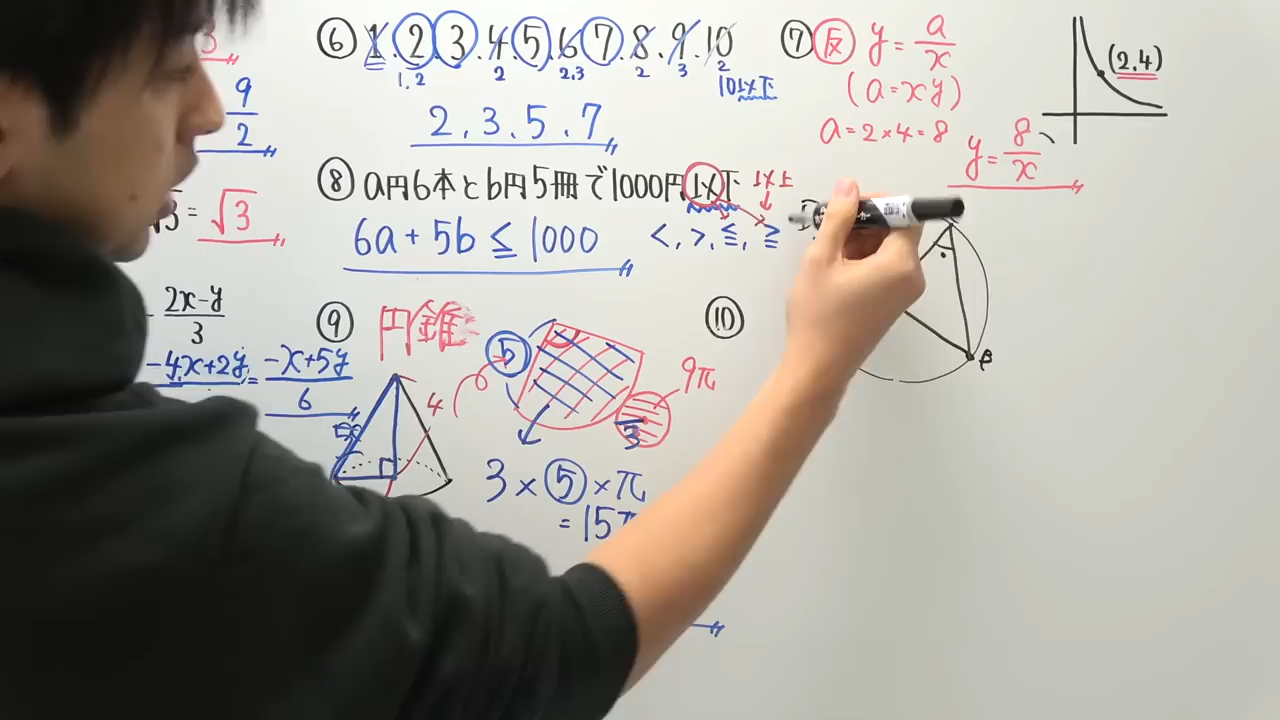 9
2
= √3
2x-y
3
-4x+2y = -x+5y
6
⑥ 1.2.3.4.5.6.7.8.9.10
1,2 2 2,3 2 3 2
10以下
2,3,5,7
⑦ 反 y = a/x
(a=xy)
a=2×4=8
y=8/x
(2.4)
⑧ a円6本とb円5冊で1000円以下
以上
6a+5b≦1000
<,>,≦,≧
⑨ 円錐
4
5
9π
3
3×⑤×π
=15π
⑩
B